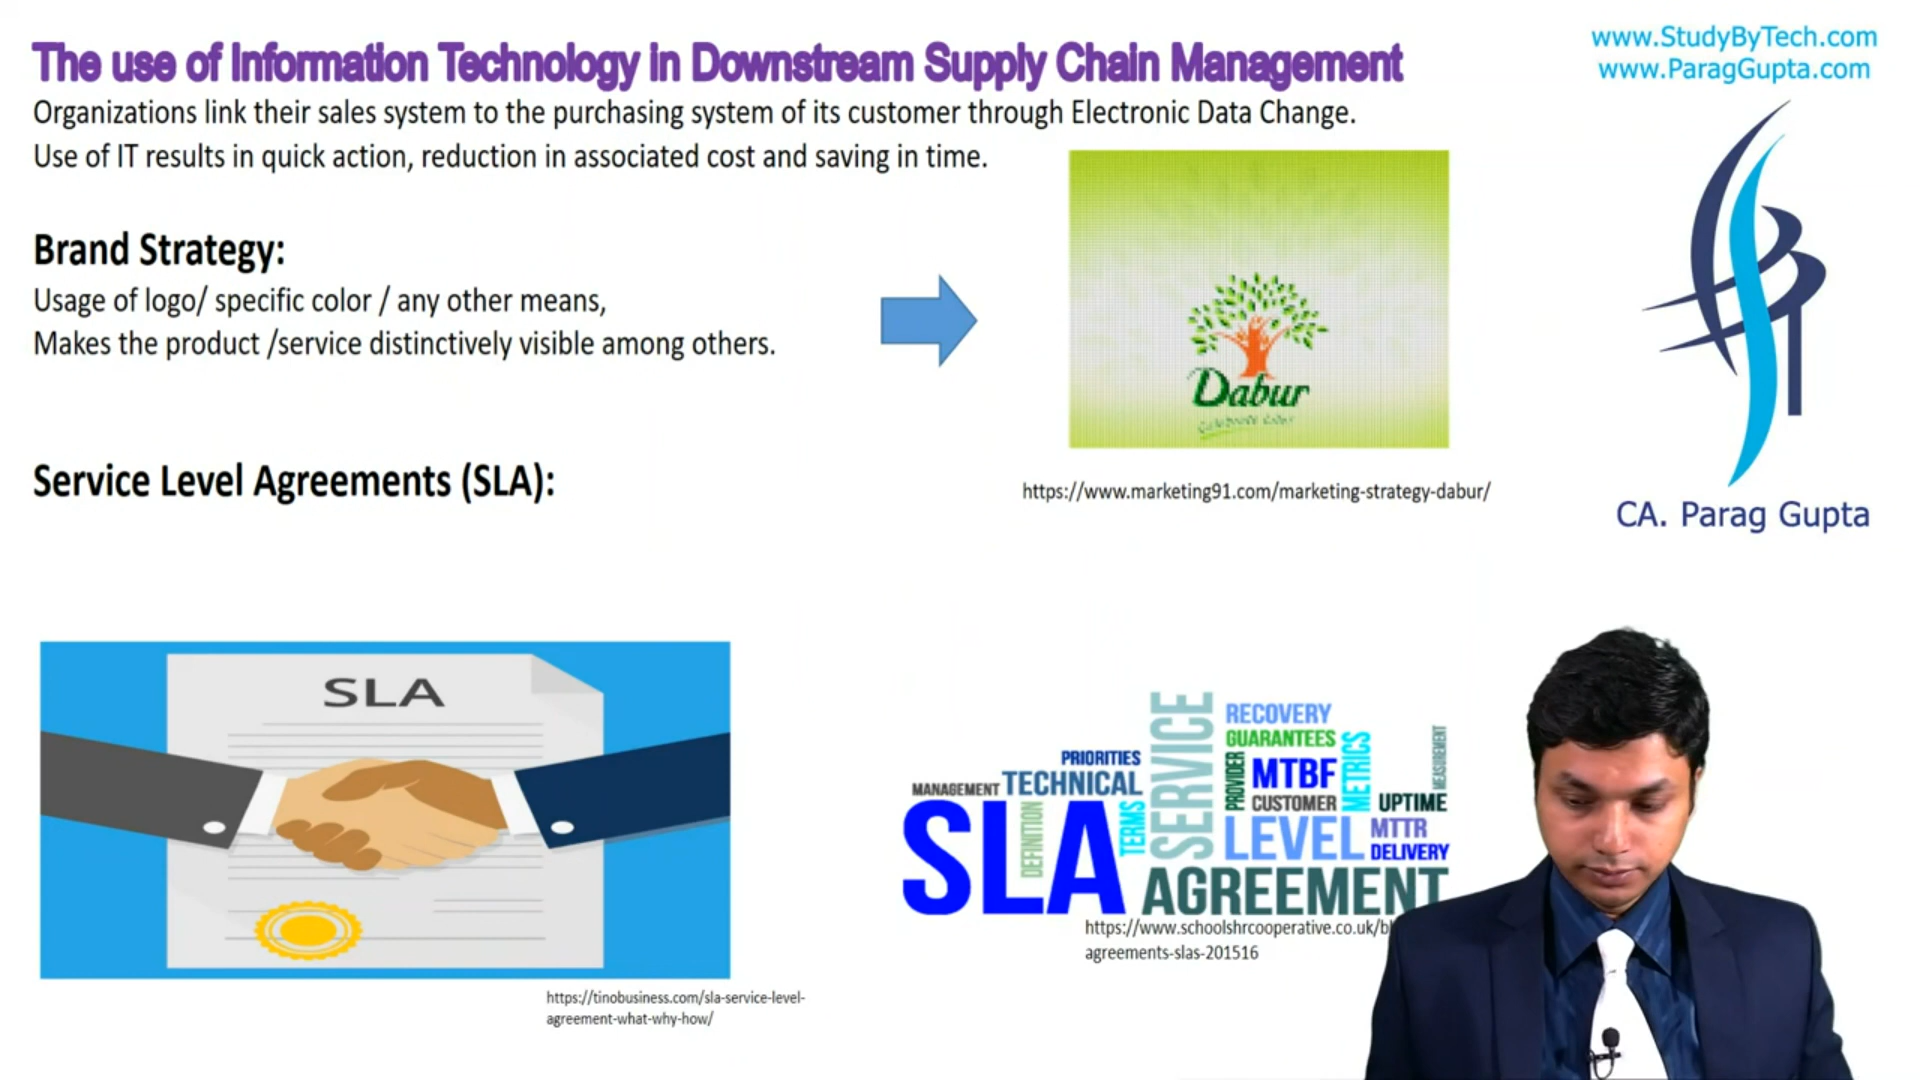 The use of Information Technology in Downstream Supply Chain Management
Organizations link their sales system to the purchasing system of its customer through Electronic Data Change.
Use of IT results in quick action, reduction in associated cost and saving in time.
Brand Strategy:
Usage of logo/ specific color / any other means,
Makes the product /service distinctively visible among others.
Dabur
https://www.marketing91.com/marketing-strategy-dabur/
Service Level Agreements (SLA):
www.StudyByTech.com
www.ParagGupta.com
CA. Parag Gupta
SLA
https://tinobusiness.com/sla-service-level-
agreement-what-why-how/
PRIORITIES
MANAGEMENT
TECHNICAL
SLA
DEFINITION
TERMS
SERVICE
RECOVERY
GUARANTEES
PROVIDER
MTBF
METRICS
CUSTOMER
MEASUREMENT
UPTIME
LEVEL
MTTR
DELIVERY
AGREEMENT
https://www.schoolshrcooperative.co.uk/bl
agreements-slas-201516